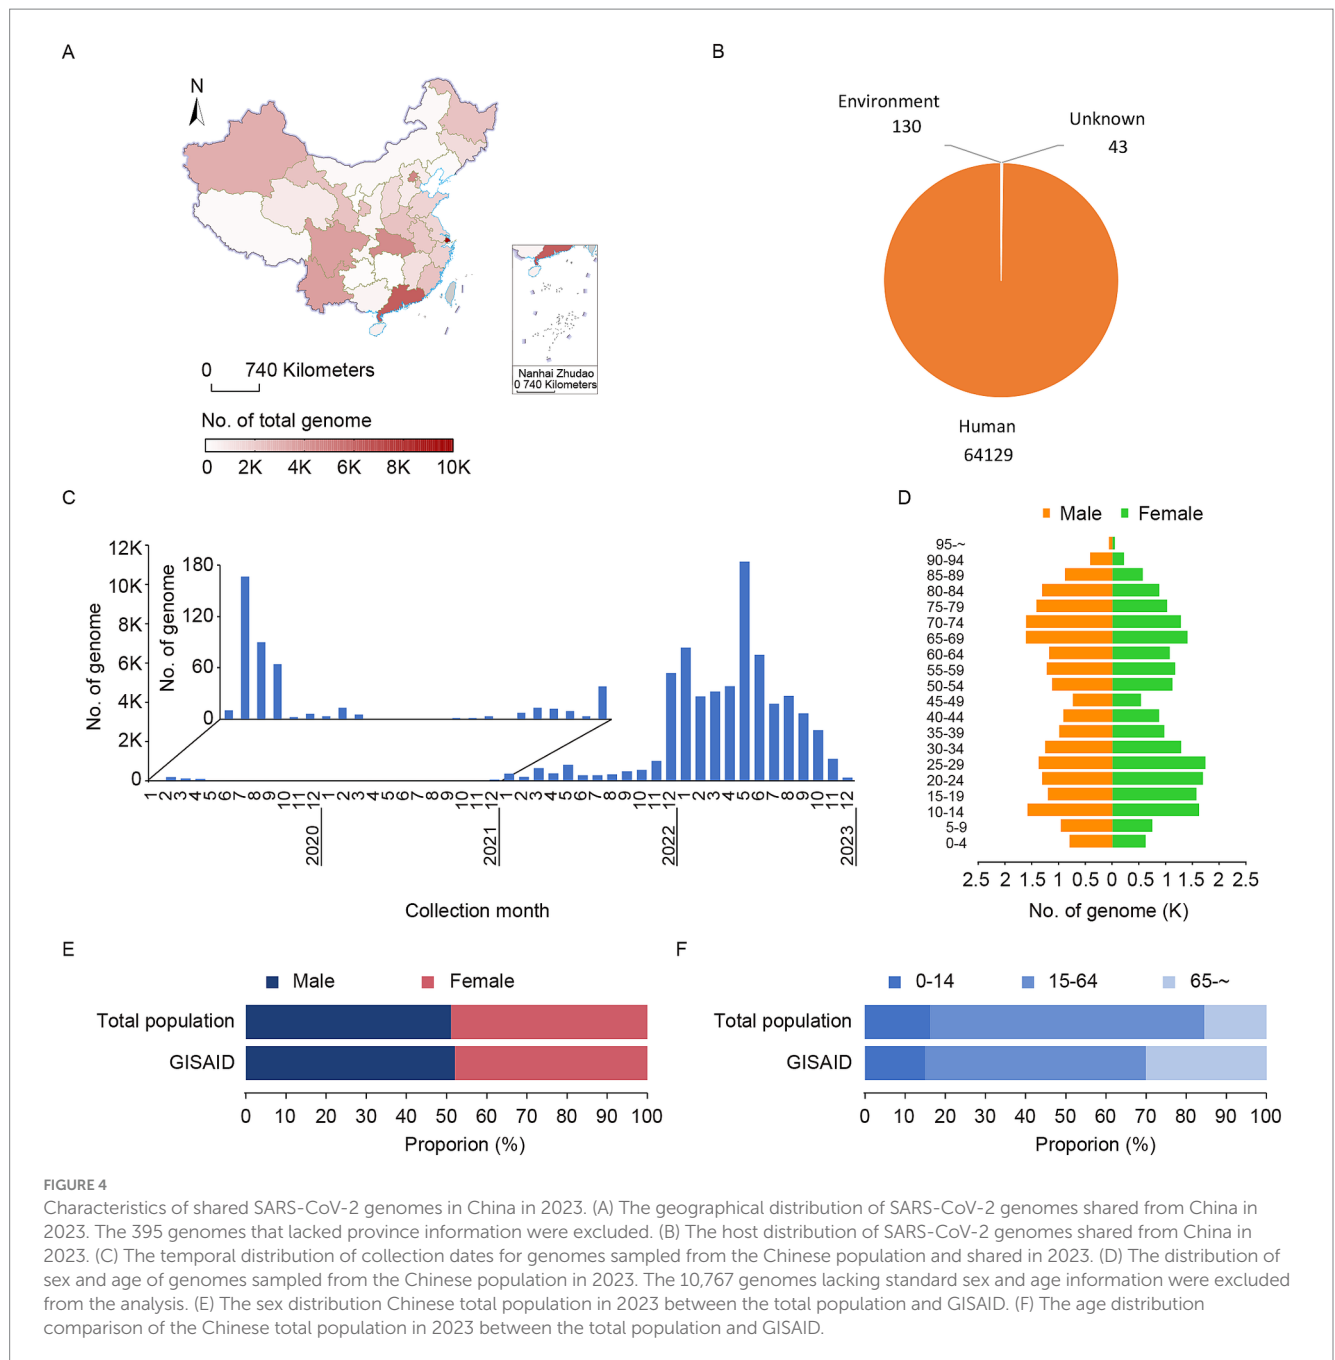 A
N
0 740 Kilometers
Nanhai Zhudao
0 740 Kilometers
No. of total genome
0 2K 4K 6K 8K 10K
B
Environment
130
Unknown
43
Human
64129
C
No. of genome
12K
10K
8K
6K
4K
2K
0
No. of genome
180
120
60
0
1 2 3 4 5 6 7 8 9 10 11 12 1 2 3 4 5 6 7 8 9 10 11 12 1 2 3 4 5 6 7 8 9 10 11 12 1 2 3 4 5 6 7 8 9 10 11 12
2020 2021 2022 2023
Collection month
D
Male Female
95-~
90-94
85-89
80-84
75-79
70-74
65-69
60-64
55-59
50-54
45-49
40-44
35-39
30-34
25-29
20-24
15-19
10-14
5-9
0-4
2.5 2 1.5 1 0.5 0 0.5 1 1.5 2 2.5
No. of genome (K)
E
Male Female
Total population
GISAID
0 10 20 30 40 50 60 70 80 90 100
Proporion (%)
F
0-14 15-64 65-~
Total population
GISAID
0 10 20 30 40 50 60 70 80 90 100
Proporion (%)
FIGURE 4
Characteristics of shared SARS-CoV-2 genomes in China in 2023. (A) The geographical distribution of SARS-CoV-2 genomes shared from China in
2023. The 395 genomes that lacked province information were excluded. (B) The host distribution of SARS-CoV-2 genomes shared from China in
2023. (C) The temporal distribution of collection dates for genomes sampled from the Chinese population and shared in 2023. (D) The distribution of
sex and age of genomes sampled from the Chinese population in 2023. The 10,767 genomes lacking standard sex and age information were excluded
from the analysis. (E) The sex distribution Chinese total population in 2023 between the total population and GISAID. (F) The age distribution
comparison of the Chinese total population in 2023 between the total population and GISAID.